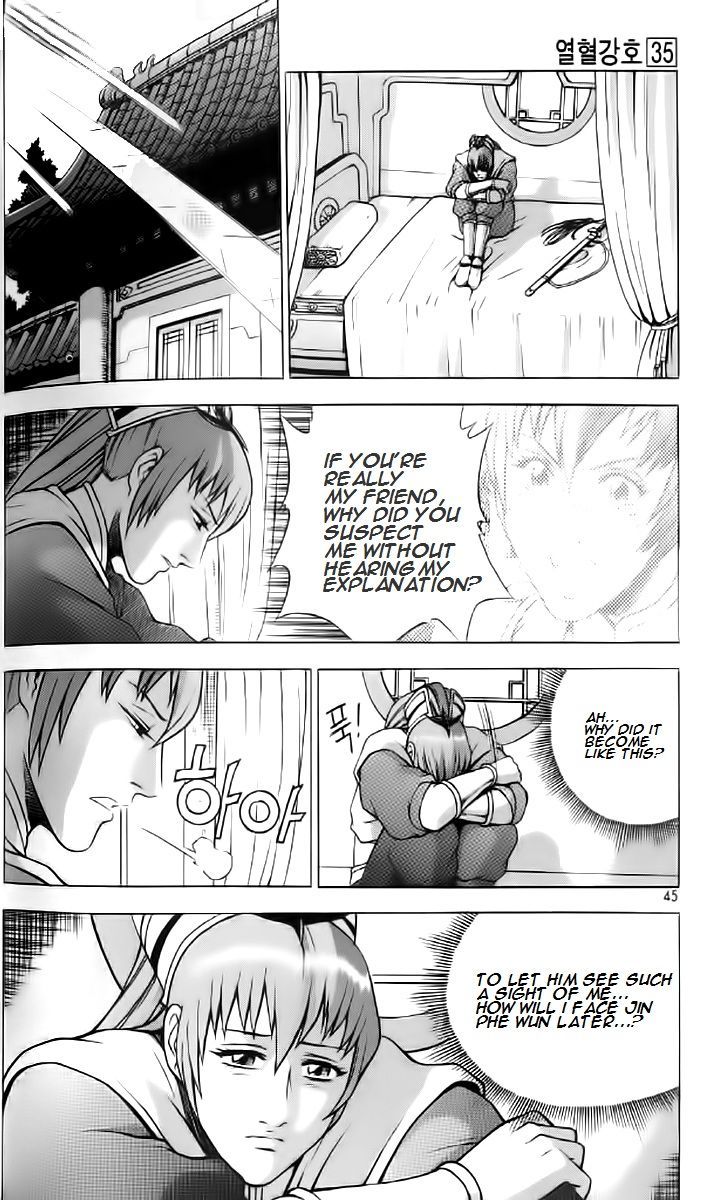 열혈강호 35
IF YOU'RE
REALLY
MY FRIEND,
WHY DID YOU
SUSPECT
ME WITHOUT
HEARING MY
EXPLANATION?
하아
푹!
AH...
WHY DID IT
BECOME
LIKE THIS?
45
TO LET HIM SEE SUCH
A SIGHT OF ME...
HOW WILL I FACE JIN
PHE WUN LATER...?